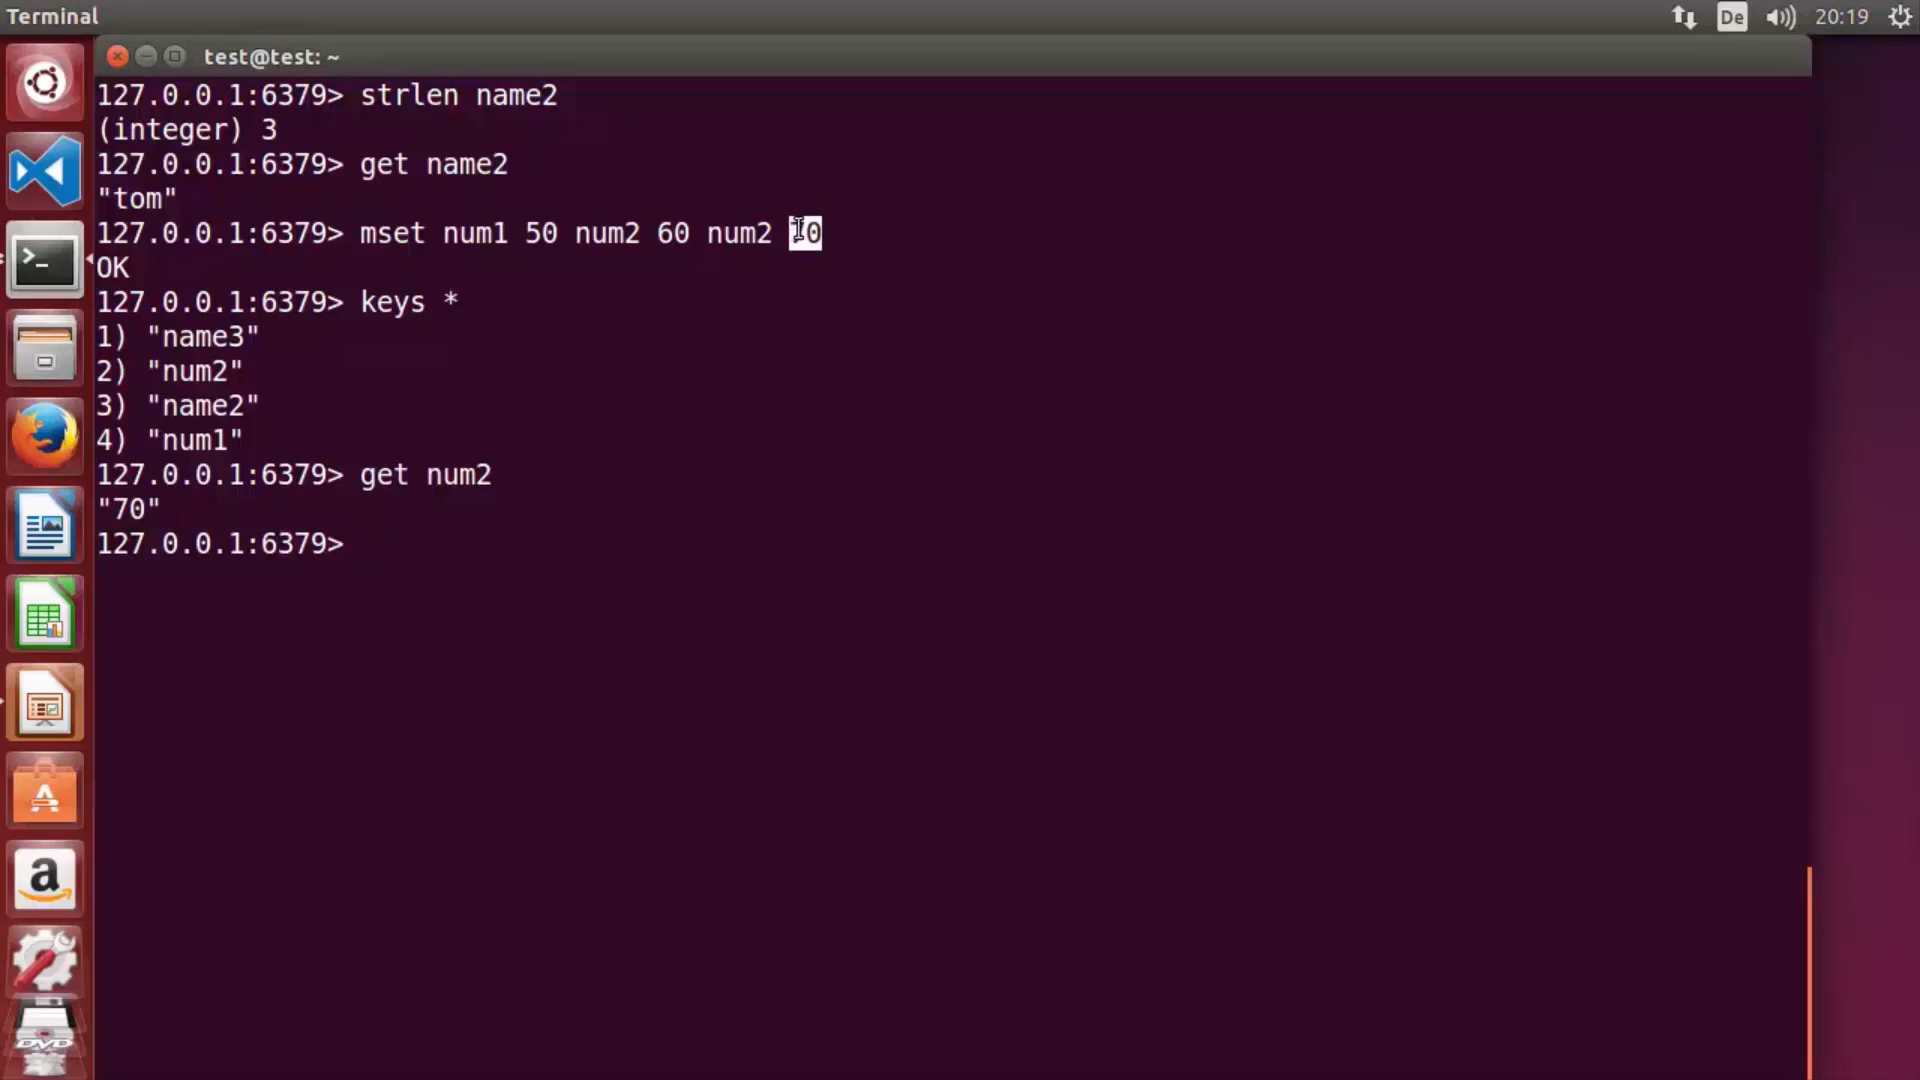 Terminal
De
20:19
test@test: ~
127.0.0.1:6379> strlen name2
(integer) 3
127.0.0.1:6379> get name2
"tom"
127.0.0.1:6379> mset num1 50 num2 60 num2 70
OK
127.0.0.1:6379> keys *
1) "name3"
2) "num2"
3) "name2"
4) "num1"
127.0.0.1:6379> get num2
"70"
127.0.0.1:6379>
DVD